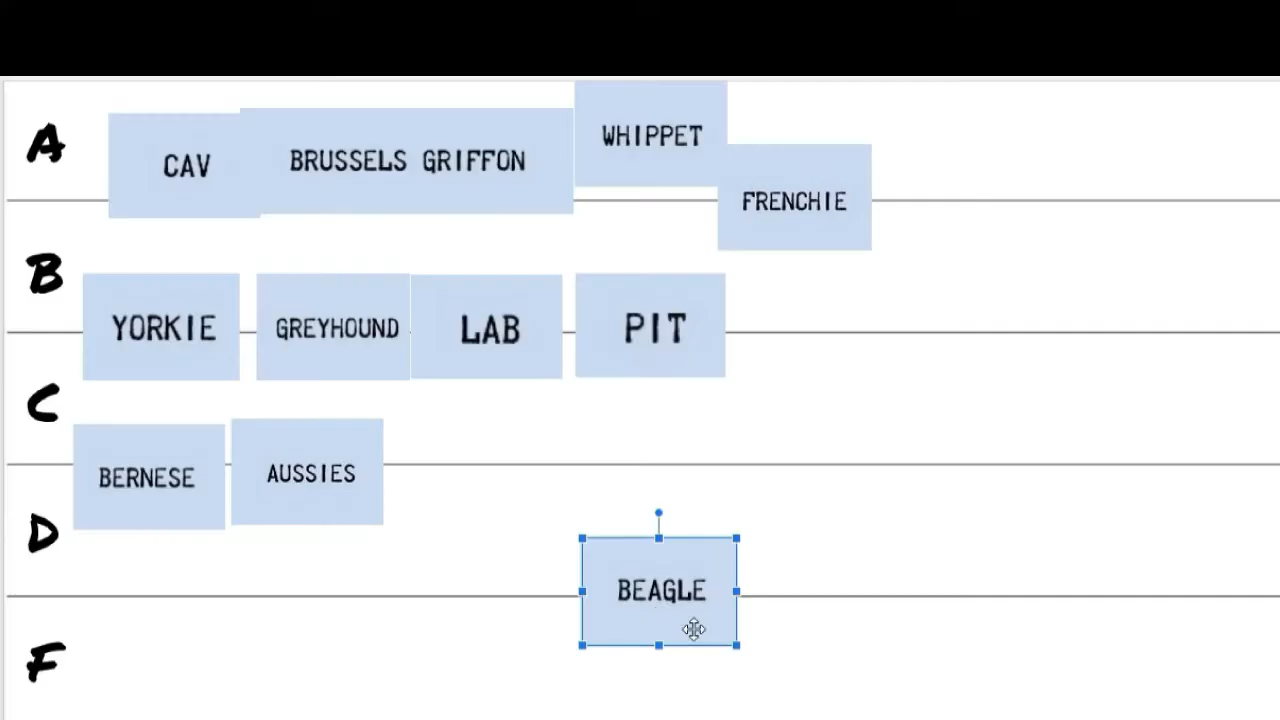 A
CAV
BRUSSELS GRIFFON
WHIPPET
FRENCHIE
B
YORKIE
GREYHOUND
LAB
PIT
C
BERNESE
AUSSIES
D
BEAGLE
F